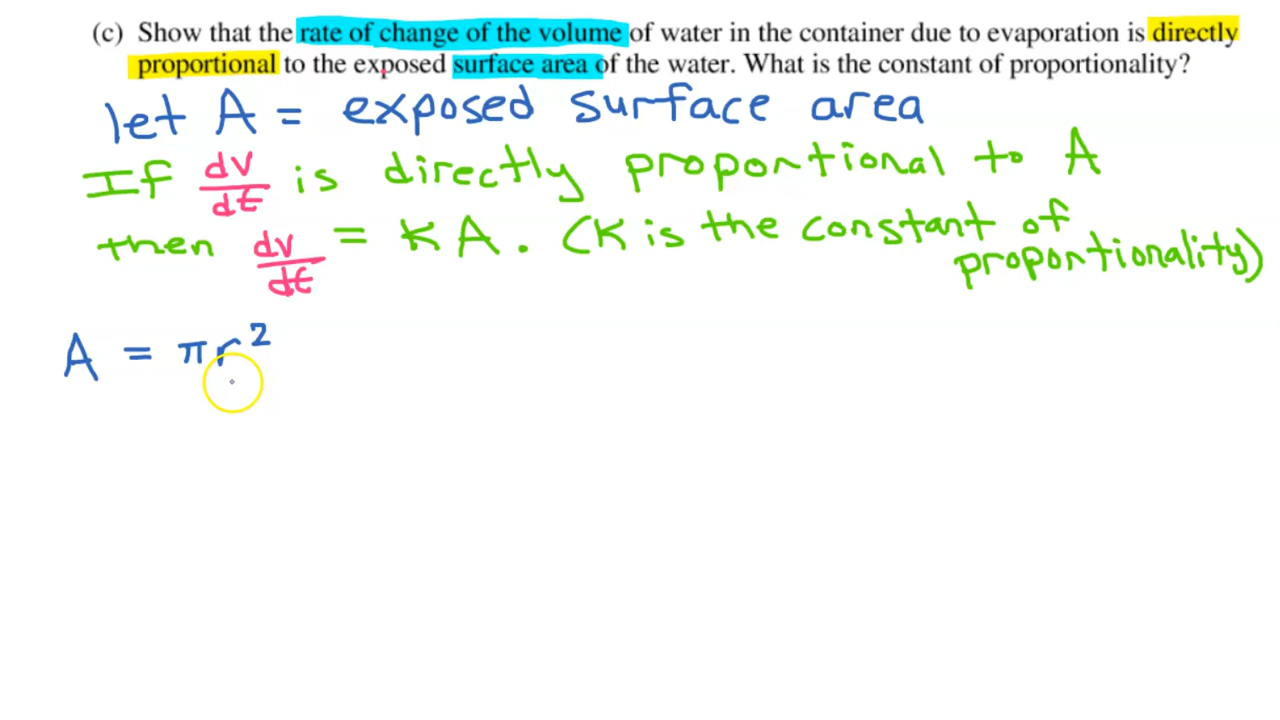 (c) Show that the rate of change of the volume of water in the container due to evaporation is directly
proportional to the exposed surface area of the water. What is the constant of proportionality?
let A = exposed surface area
If dv/dt is directly proportional to A
then dv/dt = KA. (K is the constant of
proportionality)
A = πr²